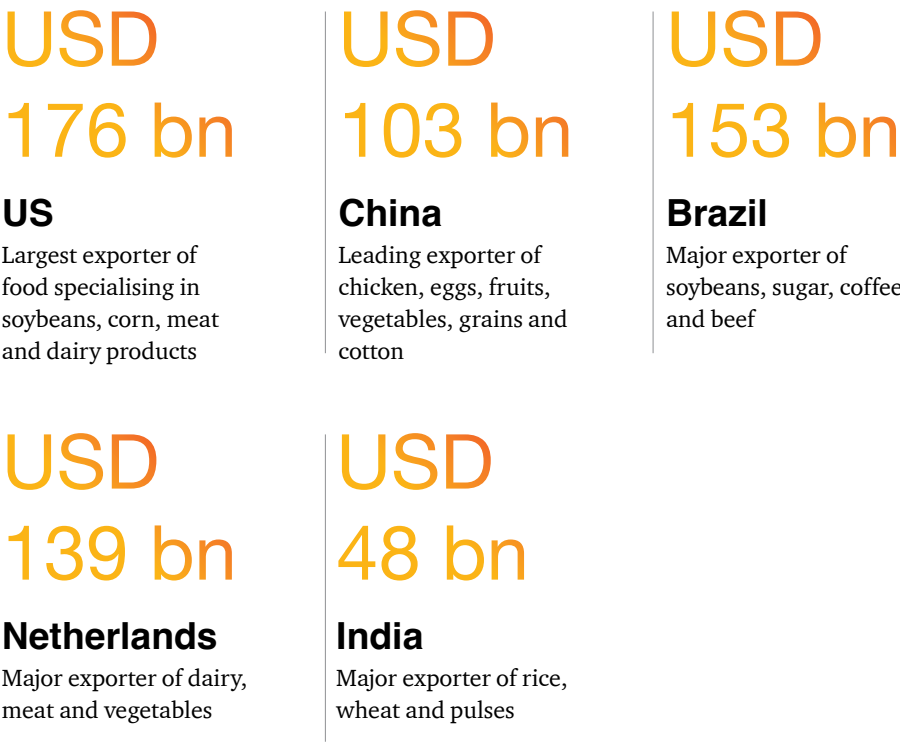 USD
176 bn
US
Largest exporter of
food specialising in
soybeans, corn, meat
and dairy products
USD
103 bn
China
Leading exporter of
chicken, eggs, fruits,
vegetables, grains and
cotton
USD
153 bn
Brazil
Major exporter of
soybeans, sugar, coffee
and beef
USD
139 bn
Netherlands
Major exporter of dairy,
meat and vegetables
USD
48 bn
India
Major exporter of rice,
wheat and pulses